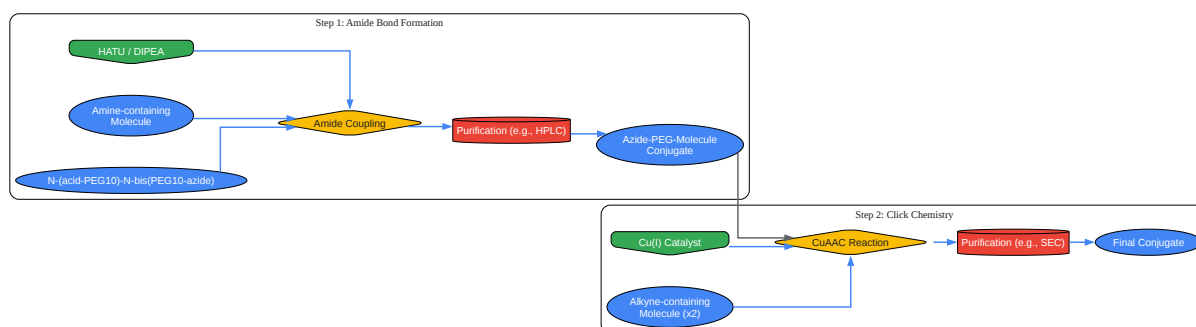 Step 1: Amide Bond Formation
HATU / DIPEA
Amine-containing
Molecule
Amide Coupling
Purification (e.g., HPLC)
Azide-PEG-Molecule
Conjugate
N-(acid-PEG10)-N-bis(PEG10-azide)
Step 2: Click Chemistry
Cu(I) Catalyst
CuAAC Reaction
Purification (e.g., SEC)
Final Conjugate
Alkyne-containing
Molecule (x2)